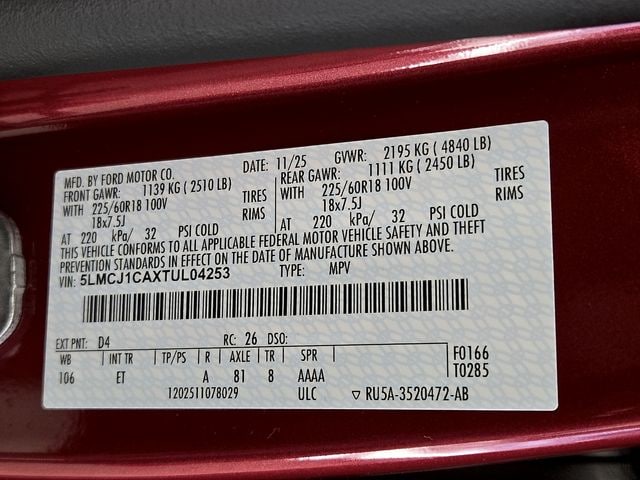 MFD. BY FORD MOTOR CO. DATE: 11/25 GVWR: 2195 KG ( 4840 LB)
FRONT GAWR: 1139 KG ( 2510 LB) REAR GAWR: 1111 KG ( 2450 LB)
WITH 225/60R18 100V TIRES WITH 225/60R18 100V TIRES
18x7.5J RIMS 18x7.5J RIMS
AT 220 kPa/ 32 PSI COLD AT 220 kPa/ 32 PSI COLD
THIS VEHICLE CONFORMS TO ALL APPLICABLE FEDERAL MOTOR VEHICLE SAFETY AND THEFT
PREVENTION STANDARDS IN EFFECT ON THE DATE OF MANUFACTURE SHOWN ABOVE.
VIN: 5LMCJ1CAXTUL04253 TYPE: MPV
EXT PNT: D4 RC: 26 DSO:
WB INT TR TP/PS R AXLE TR SPR F0166
106 ET A 81 8 AAAA T0285
1202511078029 ULC ▽ RU5A-3520472-AB